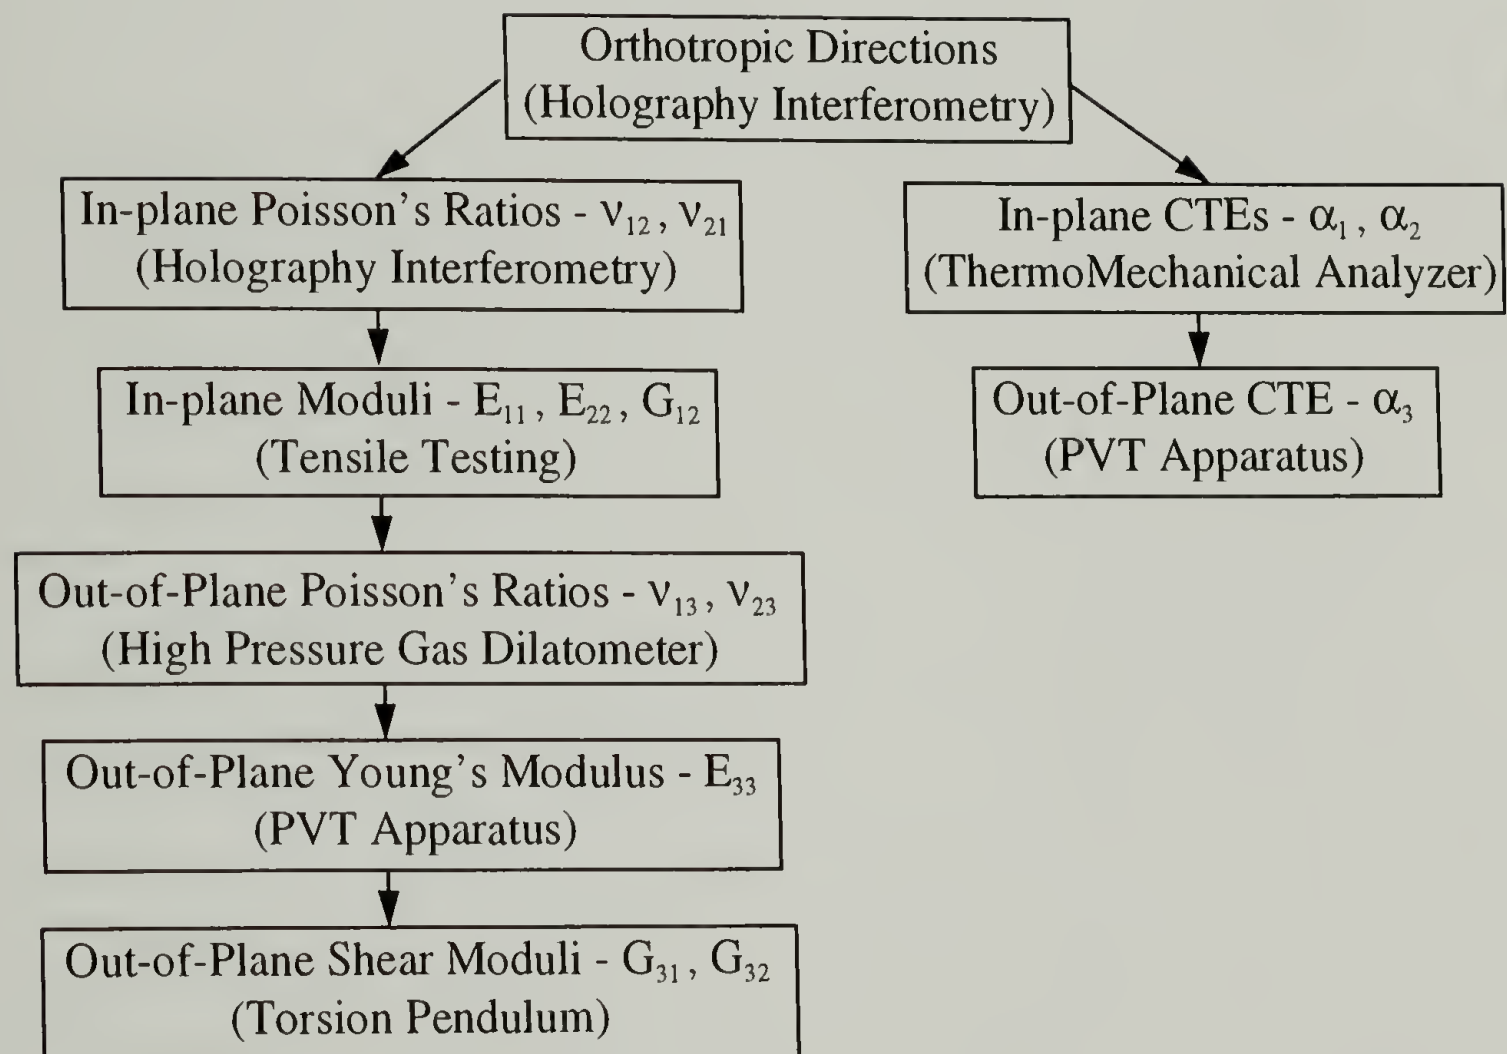 Orthotropic Directions
(Holography Interferometry)
In-plane Poisson's Ratios - ν₁₂, ν₂₁
(Holography Interferometry)
In-plane Moduli - E₁₁, E₂₂, G₁₂
(Tensile Testing)
Out-of-Plane Poisson's Ratios - ν₁₃, ν₂₃
(High Pressure Gas Dilatometer)
Out-of-Plane Young's Modulus - E₃₃
(PVT Apparatus)
Out-of-Plane Shear Moduli - G₃₁, G₃₂
(Torsion Pendulum)
In-plane CTEs - α₁, α₂
(ThermoMechanical Analyzer)
Out-of-Plane CTE - α₃
(PVT Apparatus)